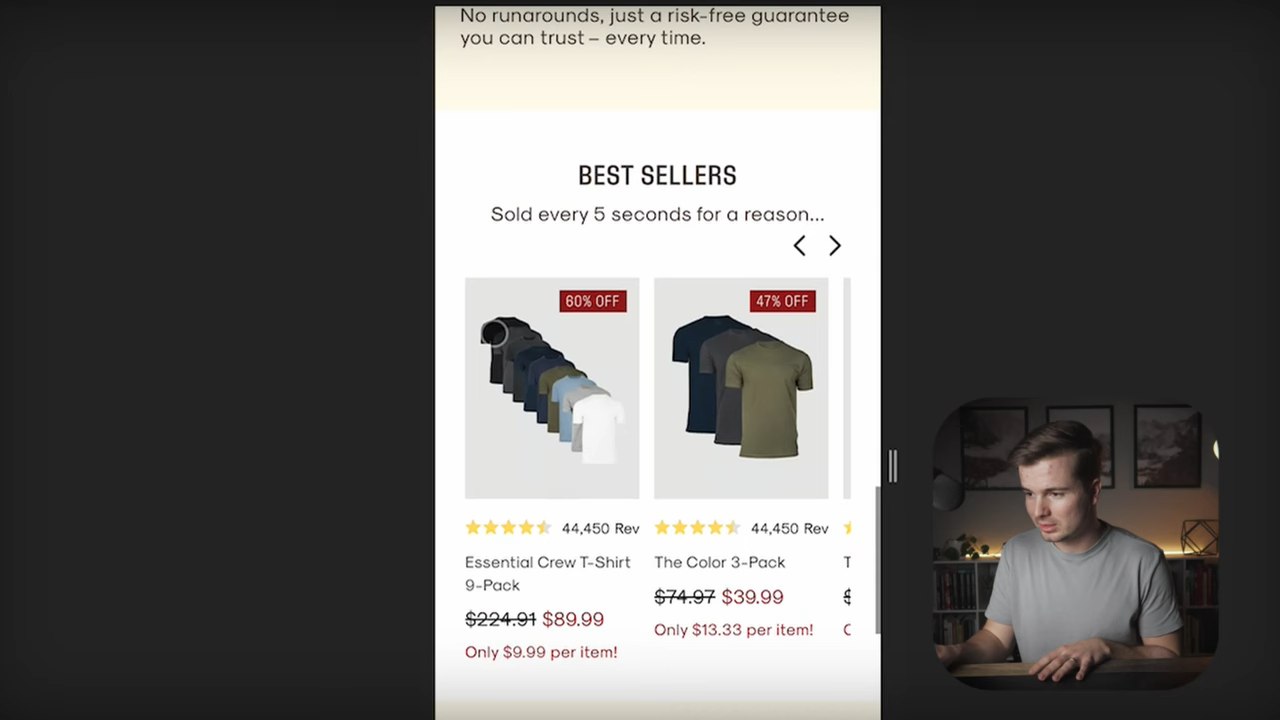 No runarounds, just a risk-free guarantee
you can trust – every time.
BEST SELLERS
Sold every 5 seconds for a reason...
60% OFF
47% OFF
44,450 Rev
44,450 Rev
Essential Crew T-Shirt
9-Pack
$224.91 $89.99
Only $9.99 per item!
The Color 3-Pack
$74.97 $39.99
Only $13.33 per item!
T
$
C